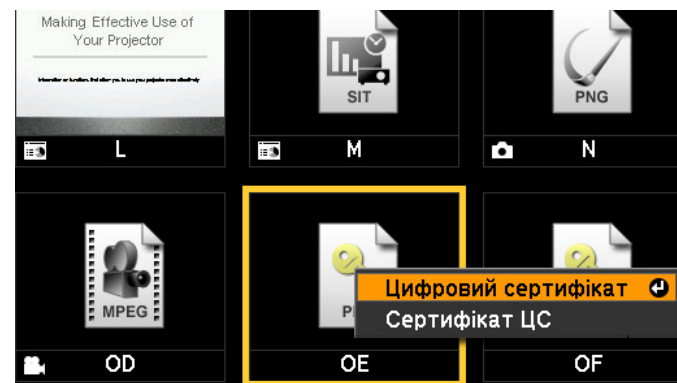 Making Effective Use of
Your Projector
SIT
PNG
L
M
N
MPEG
Цифровий сертифікат
Сертифікат ЦС
OD
OE
OF